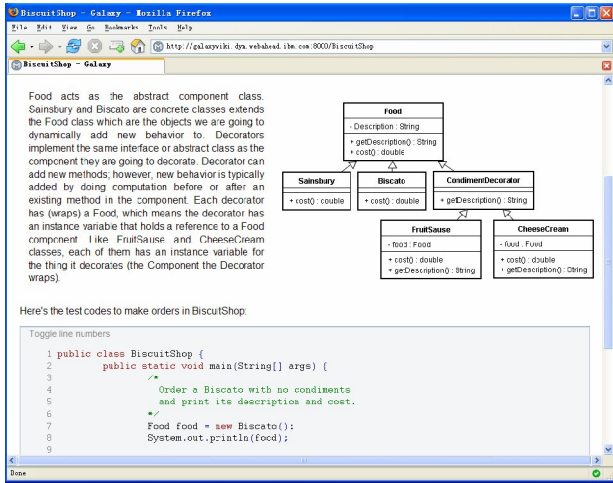 BiscuitShop - Galaxy - Mozilla Firefox
File Edit View Go Bookmarks Tools Help
http://galaxywiki.dyn.webahead.ibm.com:8000/BiscuitShop
BiscuitShop - Galaxy
Food acts as the abstract component class.
Sainsbury and Biscato are concrete classes extends
the Food class which are the objects we are going to
dynamically add new behavior to. Decorators
implement the same interface or abstract class as the
component they are going to decorate. Decorator can
add new methods; however, new behavior is typically
added by doing computation before or after an
existing method in the component. Each decorator
has (wraps) a Food, which means the decorator has
an instance variable that holds a reference to a Food
component. Like FruitSause and CheeseCream
classes, each of them has an instance variable for
the thing it decorates (the Component the Decorator
wraps).
Food
- Description : String
+ getDescription() : String
+ cost() : double
Sainsbury
+ cost() : double
Biscato
+ cost() : double
CondimentDecorator
+ getDescription() : String
FruitSause
- food : Food
+ cost() : double
+ getDescription() : String
CheeseCream
- food : Food
+ cost() : double
+ getDescription() : String
Here's the test codes to make orders in BiscuitShop:
Toggle line numbers
1 public class BiscuitShop {
2 public static void main(String[] args) {
3 /*
4 Order a Biscato with no condiments
5 and print its description and cost.
6 */
7 Food food = new Biscato();
8 System.out.println(food);
9
Done